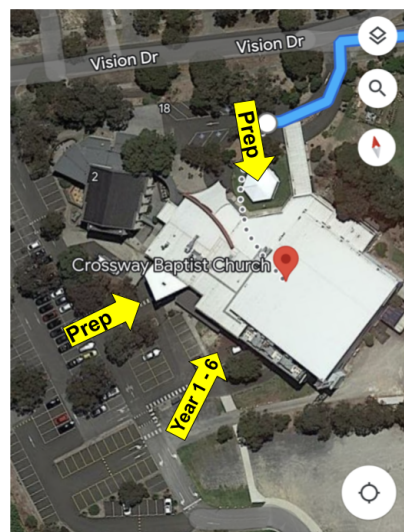 Vision Dr
Vision Dr
18
Prep
2
Crossway Baptist Church
Prep
Year 1 - 6